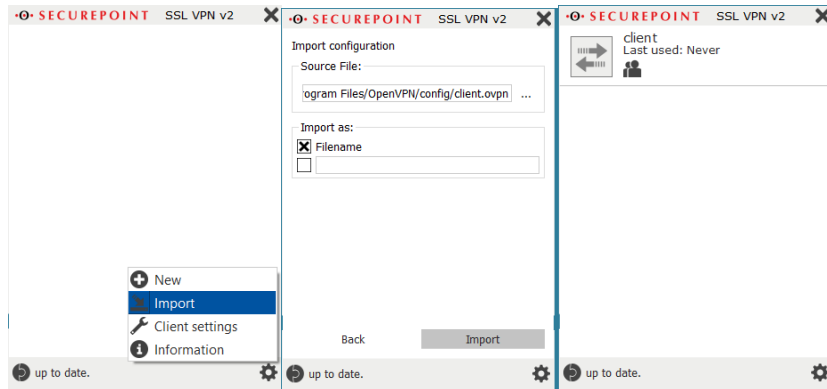 SECUREPOINT SSL VPN v2
New
Import
Client settings
Information
up to date.
SECUREPOINT SSL VPN v2
Import configuration
Source File:
rogram Files/OpenVPN/config/client.ovpn ...
Import as:
Filename
Back Import
up to date.
SECUREPOINT SSL VPN v2
client
Last used: Never
up to date.